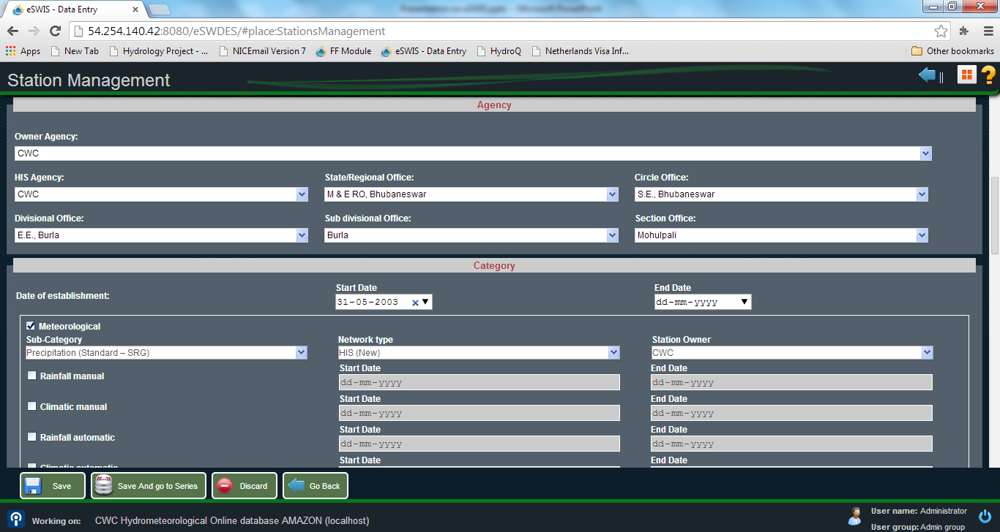 eSWIS - Data Entry
Presentation on eSWIS.pptx - Microsoft PowerPoint
54.254.140.42:8080/eSWDES/#place:StationsManagement
Apps New Tab Hydrology Project - ... NICEmail Version 7 FF Module eSWIS - Data Entry HydroQ Netherlands Visa Inf... Other bookmarks
Station Management
Agency
Owner Agency:
CWC
HIS Agency: State/Regional Office: Circle Office:
CWC M & E RO, Bhubaneswar S.E., Bhubaneswar
Divisional Office: Sub divisional Office: Section Office:
E.E., Burla Burla Mohulpali
Category
Start Date End Date
Date of establishment:
31-05-2003 dd-mm-yyyy
Meteorological
Sub-Category Network type Station Owner
Precipitation (Standard – SRG) HIS (New) CWC
Start Date End Date
Rainfall manual
dd-mm-yyyy dd-mm-yyyy
Start Date End Date
Climatic manual
dd-mm-yyyy dd-mm-yyyy
Start Date End Date
Rainfall automatic
dd-mm-yyyy dd-mm-yyyy
Start Date End Date
Climatic automatic
Save Save And go to Series Discard Go Back
Working on: CWC Hydrometeorological Online database AMAZON (localhost)
User name: Administrator
User group: Admin group